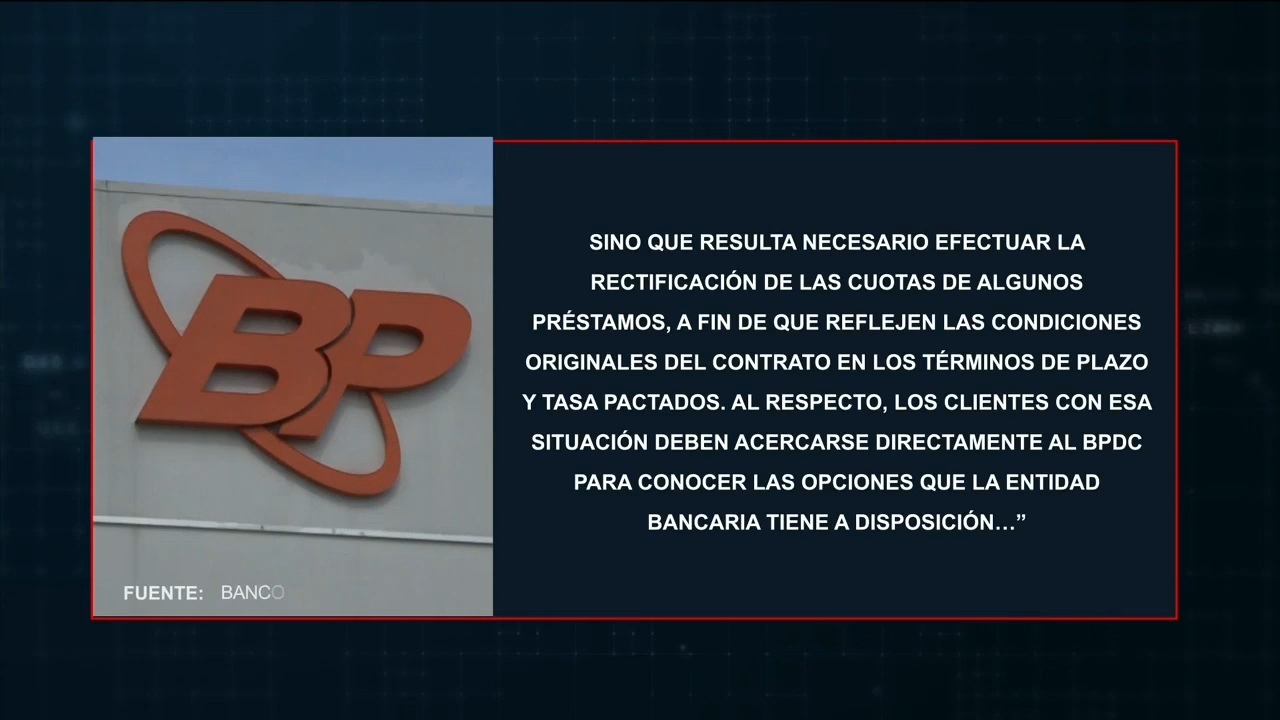 BP
SINO QUE RESULTA NECESARIO EFECTUAR LA
RECTIFICACIÓN DE LAS CUOTAS DE ALGUNOS
PRÉSTAMOS, A FIN DE QUE REFLEJEN LAS CONDICIONES
ORIGINALES DEL CONTRATO EN LOS TÉRMINOS DE PLAZO
Y TASA PACTADOS. AL RESPECTO, LOS CLIENTES CON ESA
SITUACIÓN DEBEN ACERCARSE DIRECTAMENTE AL BPDC
PARA CONOCER LAS OPCIONES QUE LA ENTIDAD
BANCARIA TIENE A DISPOSICIÓN…”
FUENTE: BANCO